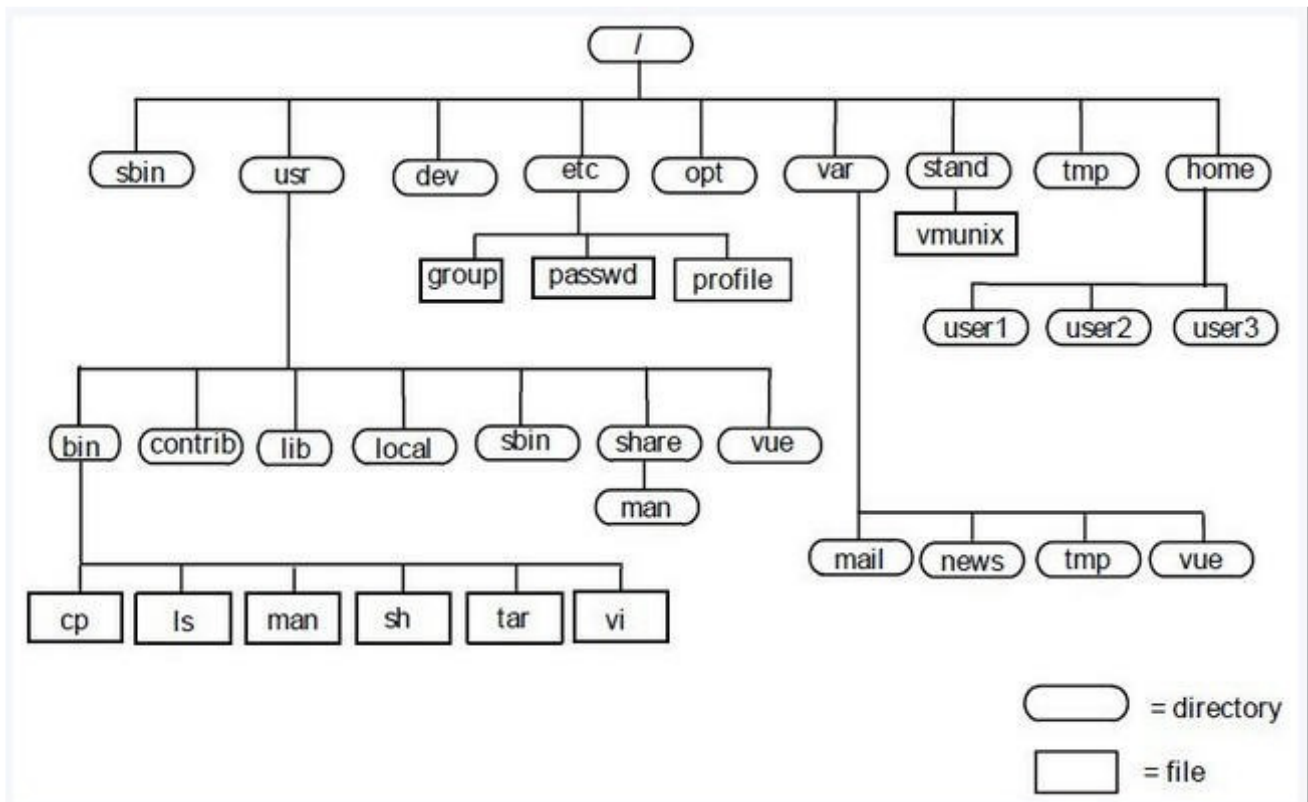 /
sbin usr dev etc opt var stand tmp home
vmunix
group passwd profile
user1 user2 user3
bin contrib lib local sbin share vue
man
mail news tmp vue
cp ls man sh tar vi
= directory
= file